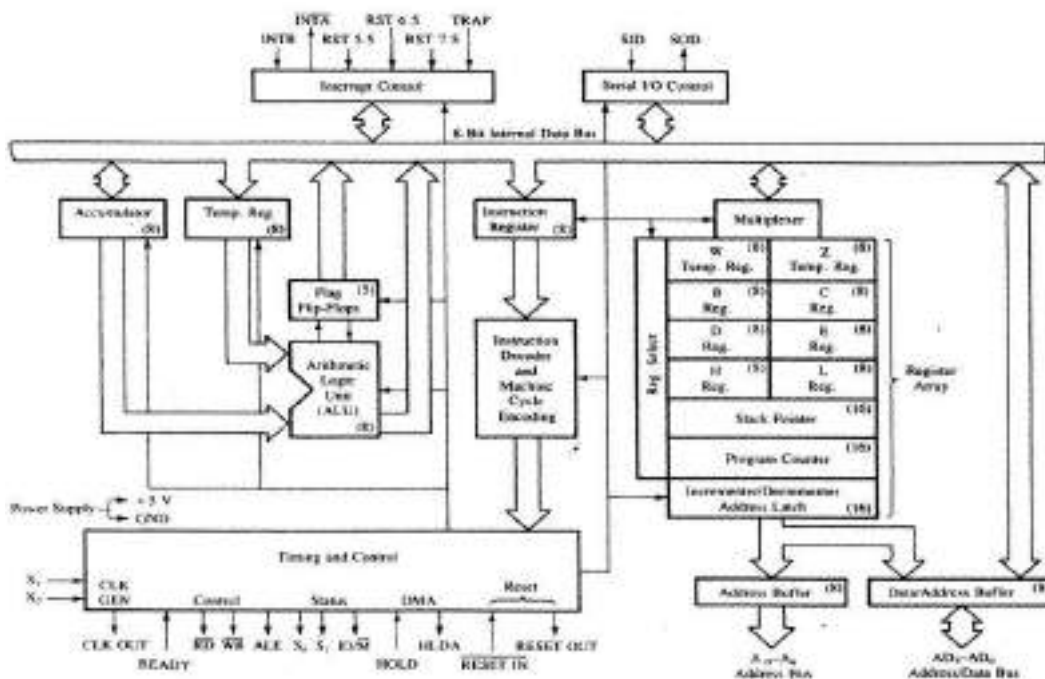 INTA RST 6.5 TRAP
INTR RST 5.5 RST 7.5
SID SOD
Interrupt Control
Serial I/O Control
8-Bit Internal Data Bus
Accumulator (8)
Temp. Reg. (8)
Instruction Register (8)
Multiplexer
Flag (5)
Flip-Flops
Arithmetic
Logic
Unit
(ALU)
(8)
Instruction
Decoder
and
Machine
Cycle
Encoding
Reg. Select
W (8)
Temp. Reg.
Z (8)
Temp. Reg.
B (8)
Reg.
C (8)
Reg.
D (8)
Reg.
E (8)
Reg.
H (8)
Reg.
L (8)
Reg.
Stack Pointer (16)
Program Counter (16)
Incrementer/Decrementer
Address Latch (16)
Register
Array
Power Supply
+5 V
GND
Timing and Control
X₁
X₂
CLK
GEN
Control
Status
DMA
Reset
CLK OUT
READY
RD WR ALE S₀ S₁ IO/M
HOLD
HLDA
RESET IN
RESET OUT
Address Buffer (8)
Data/Address Buffer (8)
A₁₅-A₈
Address Bus
AD₇-AD₀
Address/Data Bus